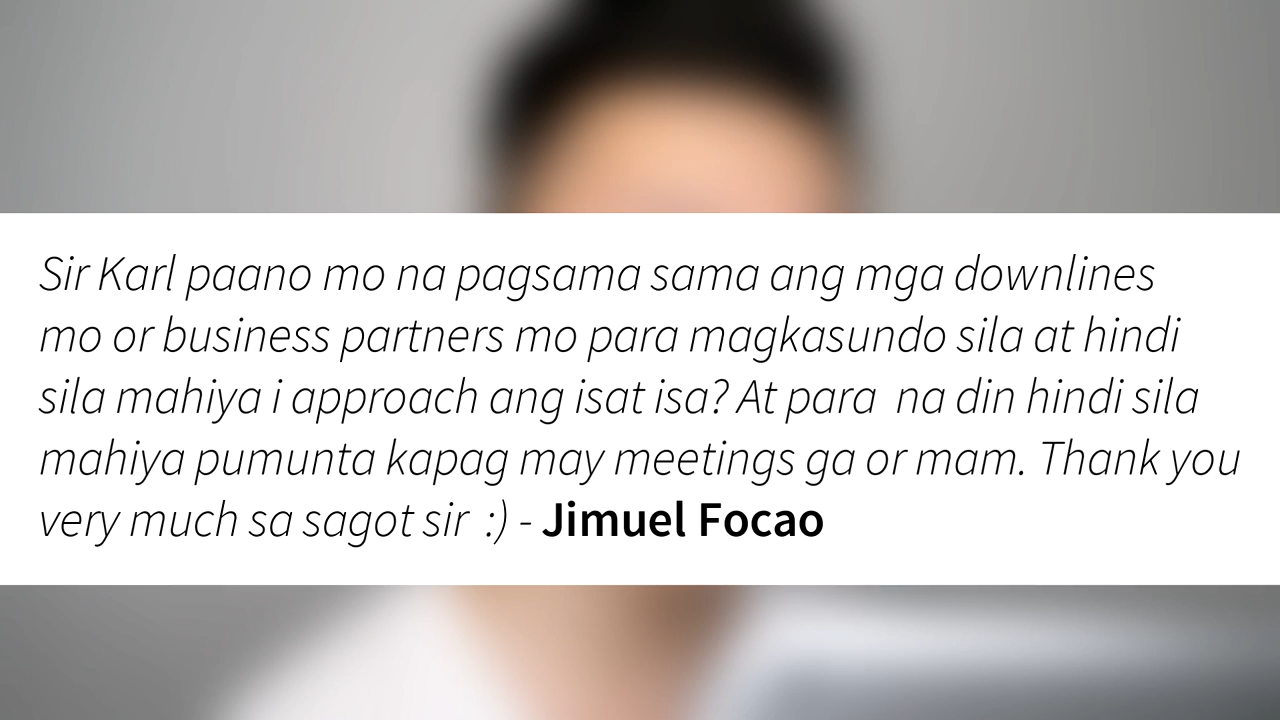 Sir Karl paano mo na pagsama sama ang mga downlines
mo or business partners mo para magkasundo sila at hindi
sila mahiya i approach ang isat isa? At para  na din hindi sila
mahiya pumunta kapag may meetings ga or mam. Thank you
very much sa sagot sir  :) - Jimuel Focao